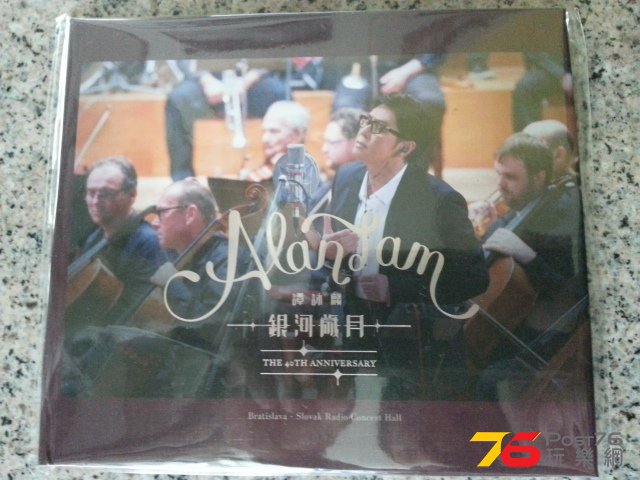 Alan Tam
譚詠麟
銀河歲月
THE 40TH ANNIVERSARY
Bratislava - Slovak Radio Concert Hall
76 Post76
玩樂網